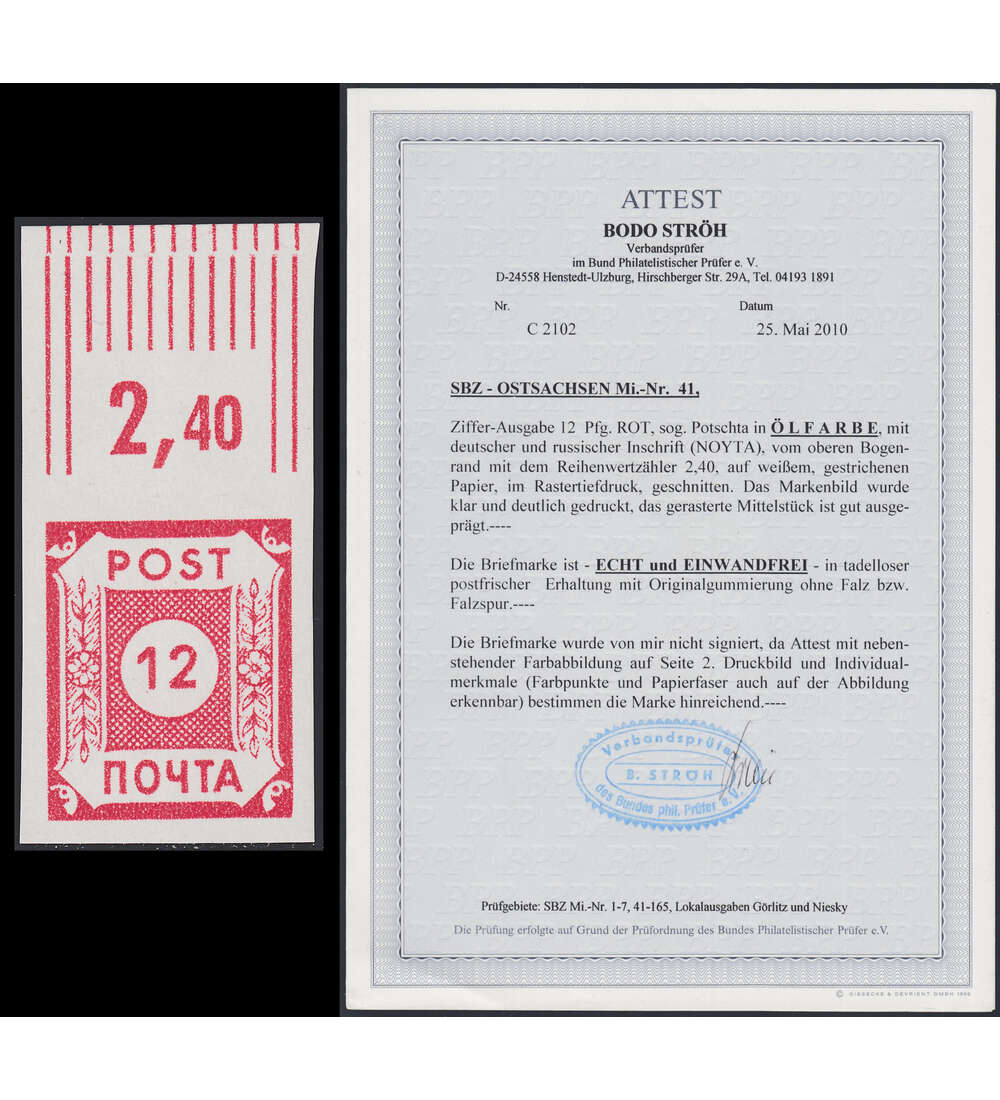 2,40
POST
12
ПОЧТА
ATTEST
BODO STRÖH
Verbandsprüfer
im Bund Philatelistischer Prüfer e. V.
D-24558 Henstedt-Ulzburg, Hirschberger Str. 29A, Tel. 04193 1891
Nr. Datum
C 2102 25. Mai 2010
SBZ - OSTSACHSEN Mi.-Nr. 41,
Ziffer-Ausgabe 12 Pfg. ROT, sog. Potschta in ÖLFARBE, mit
deutscher und russischer Inschrift (NOYTA), vom oberen Bogen-
rand mit dem Reihenwertzähler 2,40, auf weißem, gestrichenen
Papier, im Rastertiefdruck, geschnitten. Das Markenbild wurde
klar und deutlich gedruckt, das gerasterte Mittelstück ist gut ausge-
prägt.----
Die Briefmarke ist - ECHT und EINWANDFREI - in tadelloser
postfrischer Erhaltung mit Originalgummierung ohne Falz bzw.
Falzspur.----
Die Briefmarke wurde von mir nicht signiert, da Attest mit neben-
stehender Farbabbildung auf Seite 2. Druckbild und Individual-
merkmale (Farbpunkte und Papierfaser auch auf der Abbildung
erkennbar) bestimmen die Marke hinreichend.----
Verbandsprüfer
B. STRÖH
des Bundes phil. Prüfer e. V.
Prüfgebiete: SBZ Mi.-Nr. 1-7, 41-165, Lokalausgaben Görlitz und Niesky
Die Prüfung erfolgte auf Grund der Prüfordnung des Bundes Philatelistischer Prüfer e.V.
© GIESECKE & DEVRIENT GMBH